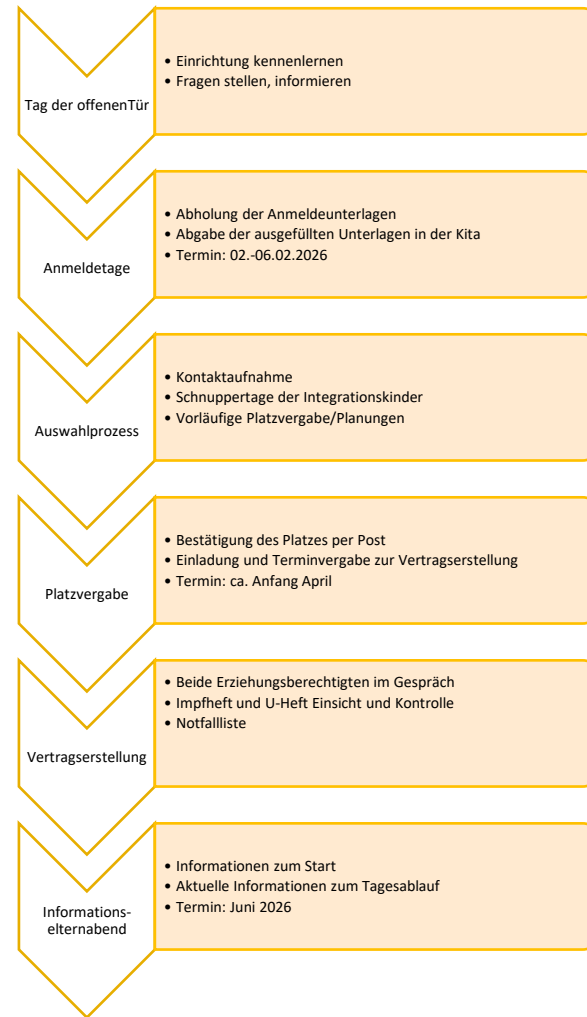 Tag der offenenTür
• Einrichtung kennenlernen
• Fragen stellen, informieren
Anmeldetage
• Abholung der Anmeldeunterlagen
• Abgabe der ausgefüllten Unterlagen in der Kita
• Termin: 02.-06.02.2026
Auswahlprozess
• Kontaktaufnahme
• Schnuppertage der Integrationskinder
• Vorläufige Platzvergabe/Planungen
Platzvergabe
• Bestätigung des Platzes per Post
• Einladung und Terminvergabe zur Vertragserstellung
• Termin: ca. Anfang April
Vertragserstellung
• Beide Erziehungsberechtigten im Gespräch
• Impfheft und U-Heft Einsicht und Kontrolle
• Notfallliste
Informations-
elternabend
• Informationen zum Start
• Aktuelle Informationen zum Tagesablauf
• Termin: Juni 2026